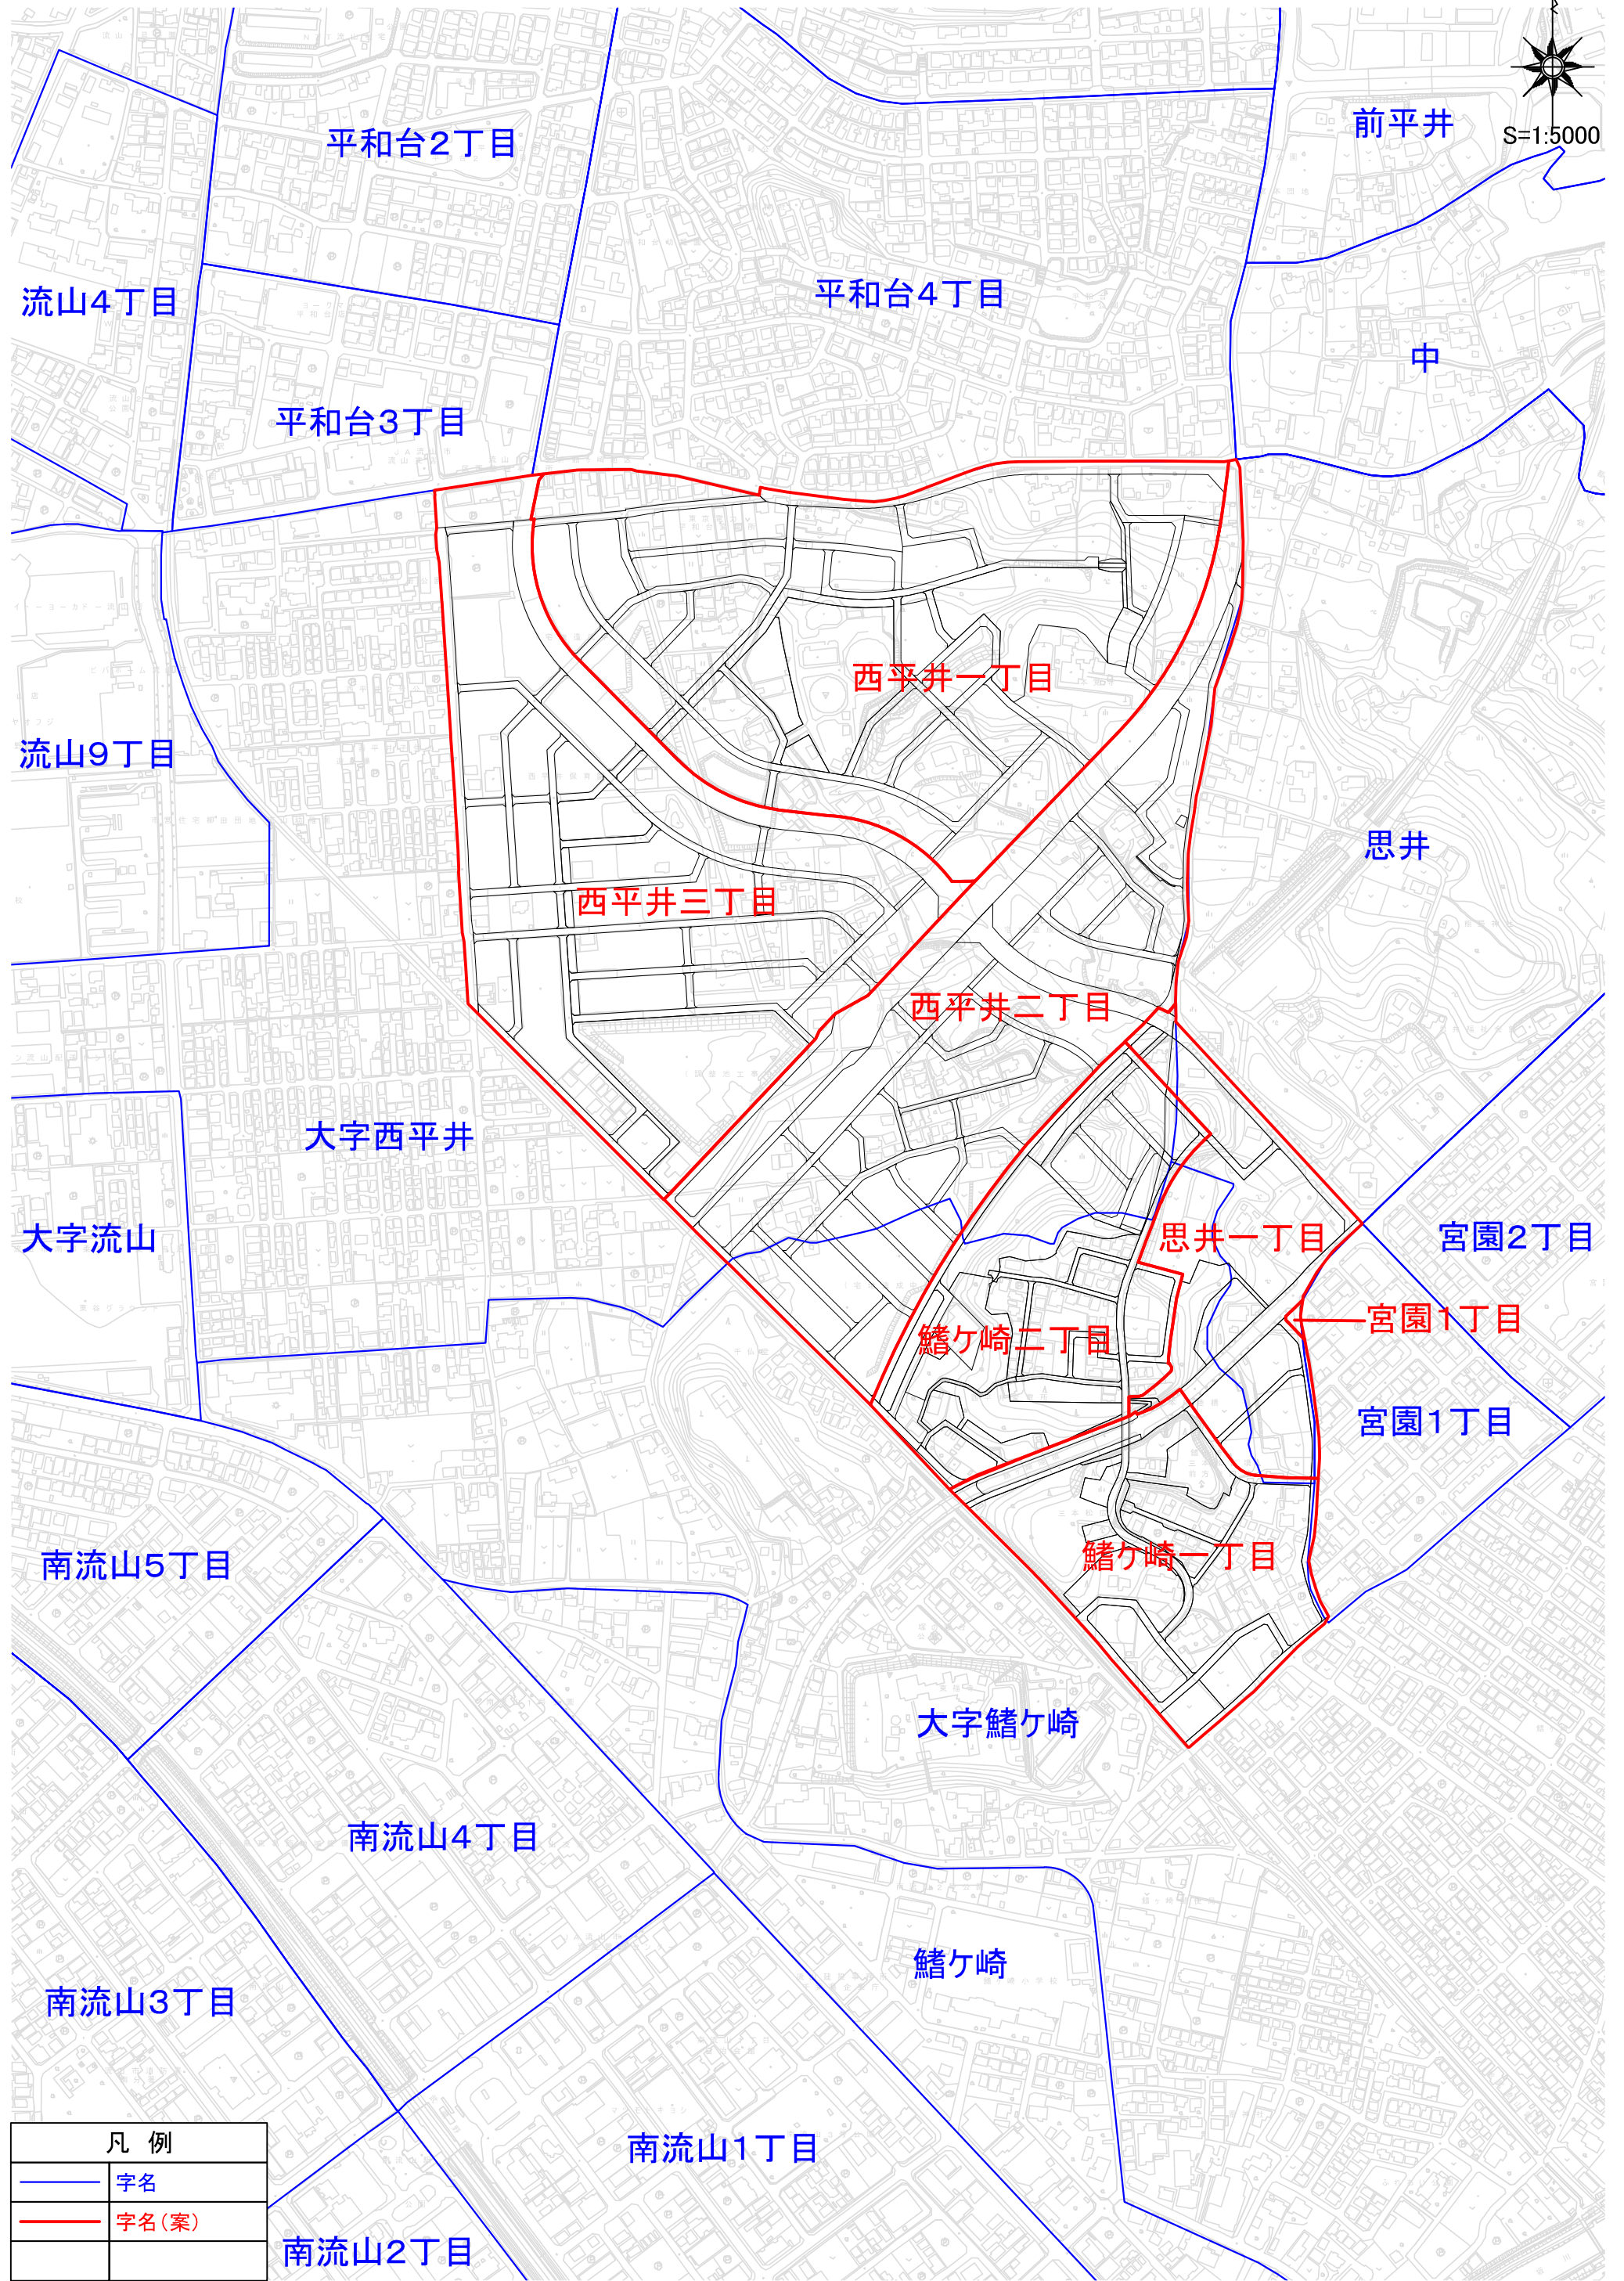 前平井
S=1:5000
平和台2丁目
流山4丁目
平和台4丁目
中
平和台3丁目
西平井一丁目
流山9丁目
思井
西平井三丁目
西平井二丁目
大字西平井
大字流山
思井一丁目
宮園2丁目
宮園1丁目
鰭ケ崎二丁目
宮園1丁目
南流山5丁目
鰭ケ崎一丁目
大字鰭ケ崎
南流山4丁目
鰭ケ崎
南流山3丁目
南流山1丁目
南流山2丁目
凡 例
字名
字名(案)